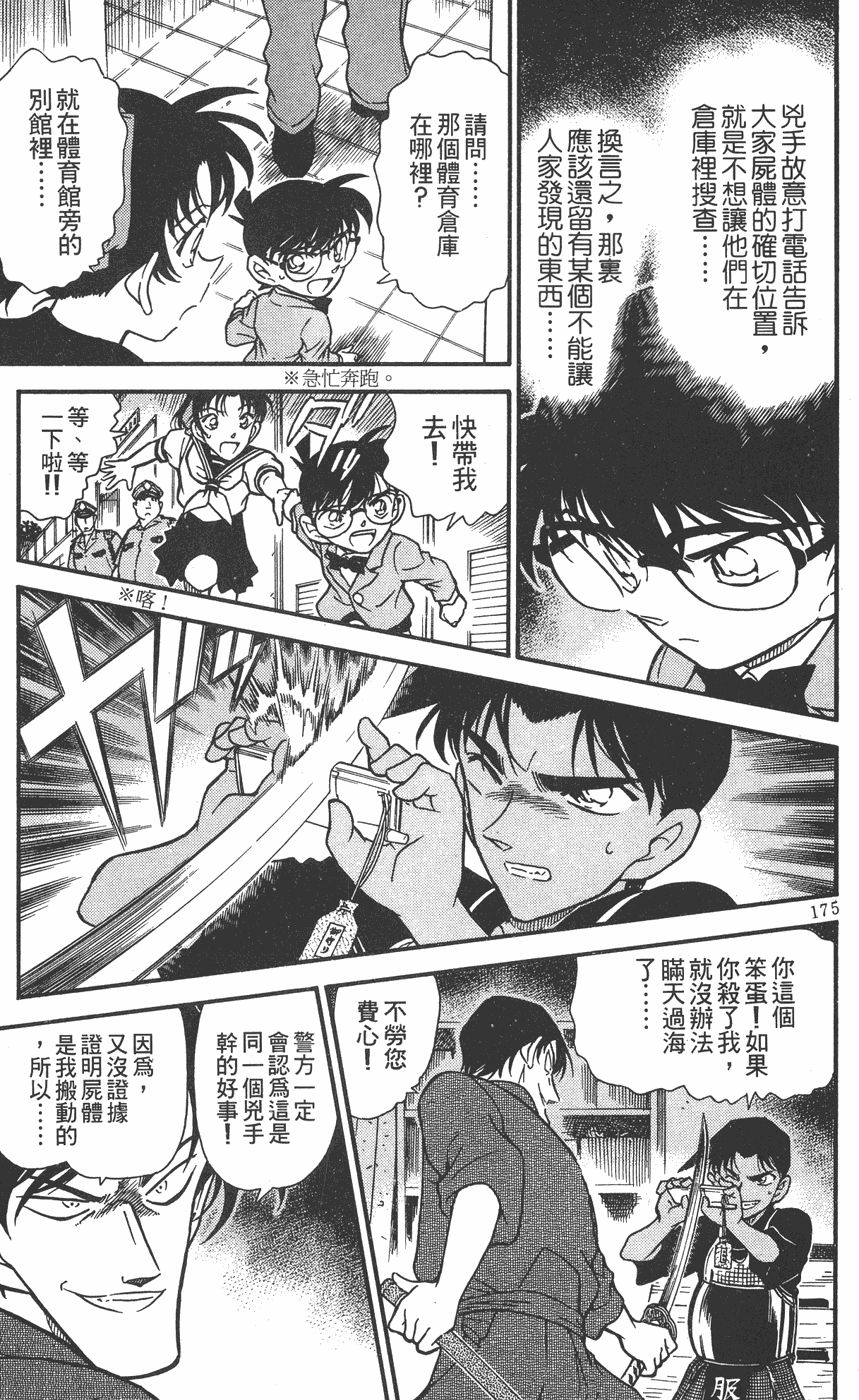 兇手故意打電話告訴
大家屍體的確切位置，
就是不想讓他們在
倉庫裡搜查……
換言之，那裏
應該還留有某個不能讓
人家發現的東西……
請問……
那個體育倉庫
在哪裡？
就在體育館旁的
別館裡……
※急忙奔跑。
快帶我
去！
等、等
一下啦！！
※喀！
175
你這個
笨蛋！如果
你殺了我，
就沒辦法
瞞天過海
了……
不勞您
費心！
警方一定
會認為這是
同一個兇手
幹的好事！
因為，
又沒證據
證明屍體
是我搬動的
，所以……
御守り
服